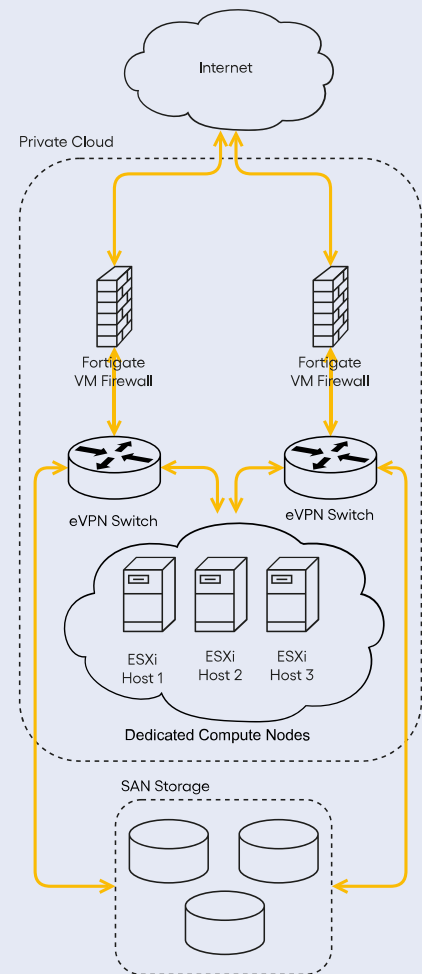 Internet
Private Cloud
Fortigate
VM Firewall
Fortigate
VM Firewall
eVPN Switch
eVPN Switch
ESXi
Host 1
ESXi
Host 2
ESXi
Host 3
Dedicated Compute Nodes
SAN Storage